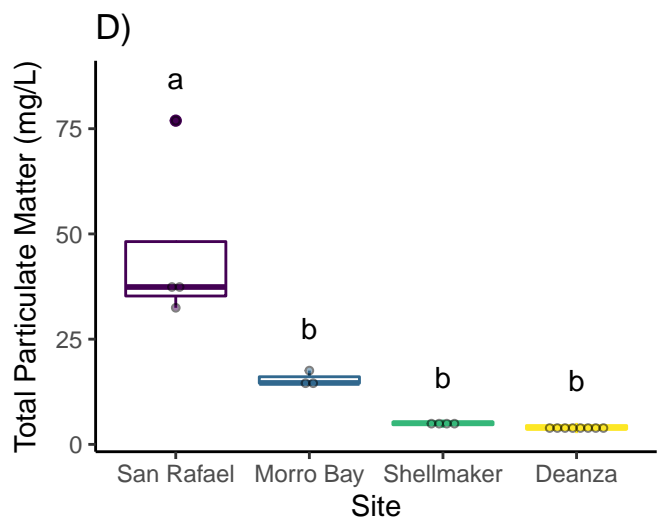 D)
Total Particulate Matter (mg/L)
75
50
25
0
a
b
b
b
San Rafael Morro Bay Shellmaker Deanza
Site